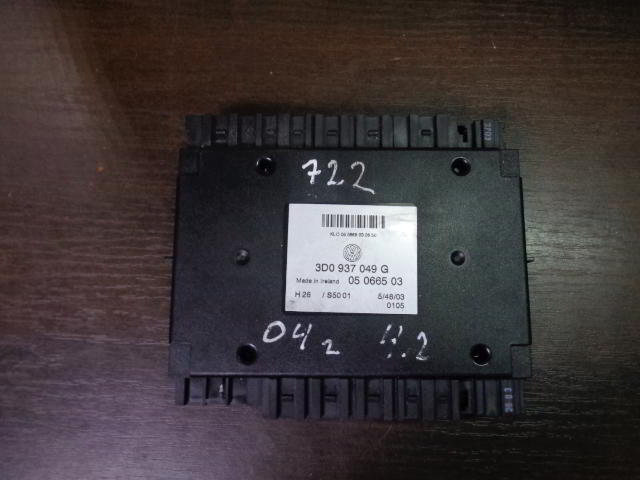 722
3D0 937 049 G
Made in Ireland 05 0665 03
H 26 / S50 01 5/48/03
0105
04 2 4.2